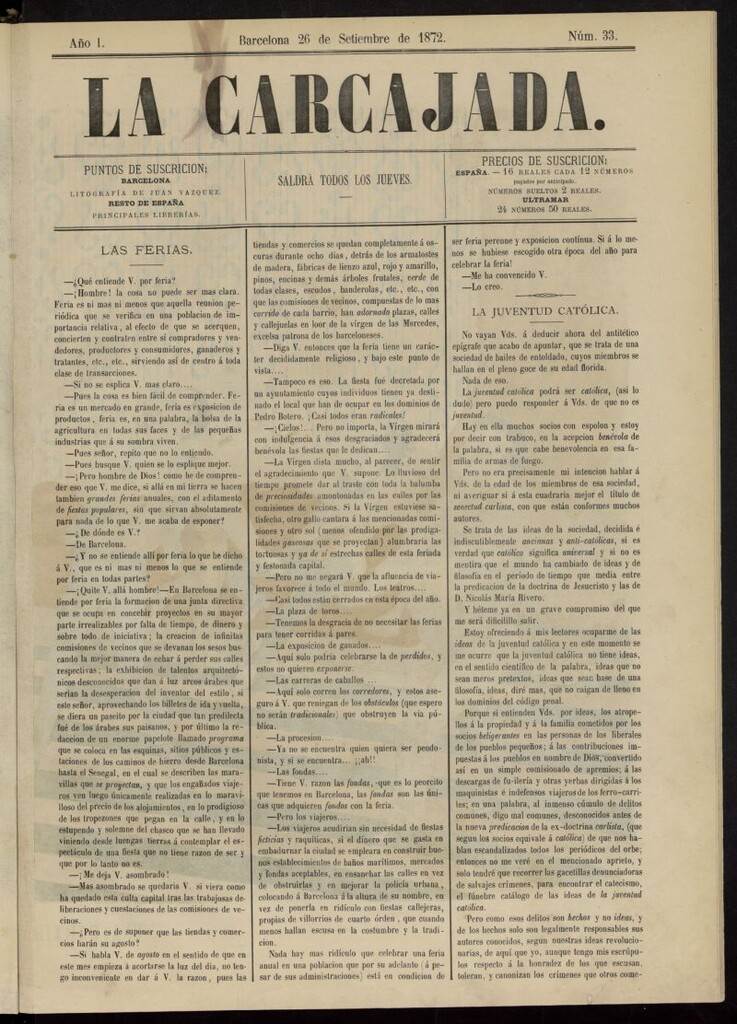 Año I.
Barcelona 26 de Setiembre de 1872.
Núm. 33.
LA CARCAJADA.
PUNTOS DE SUSCRICION:
BARCELONA
LITOGRAFÍA DE JUAN VAZQUEZ.
RESTO DE ESPAÑA
PRINCIPALES LIBRERÍAS.
SALDRÁ TODOS LOS JUEVES.
PRECIOS DE SUSCRICION:
ESPAÑA. — 16 REALES CADA 12 NÚMEROS
pagados por anticipado.
NÚMEROS SUELTOS 2 REALES.
ULTRAMAR
24 NÚMEROS 50 REALES.
LAS FERIAS.
—¿Qué entiende V. por feria?
—¡Hombre! la cosa no puede ser mas clara.
Feria es ni mas ni menos que aquella reunion pe-
riódica que se verifica en una poblacion de im-
portancia relativa, al efecto de que se acerquen,
concierten y contraten entre sí compradores y ven-
dedores, productores y consumidores, ganaderos y
tratantes, etc., etc., sirviendo así de centro á toda
clase de transacciones.
—Si no se esplica V. mas claro....
—Pues la cosa es bien fácil de comprender. Fe-
ria es un mercado en grande, feria es exposicion de
productos, feria es, en una palabra, la bolsa de la
agricultura en todas sus faces y de las pequeñas
industrias que á su sombra viven.
—Pues señor, repito que no lo entiendo.
—Pues busque V. quien se lo esplique mejor.
—¡Pero hombre de Dios! como he de compren-
der eso que V. me dice, si allá en mi tierra se hacen
tambien grandes ferias anuales, con el aditamento
de fiestas populares, sin que sirvan absolutamente
para nada de lo que V. me acaba de esponer?
—¿De dónde es V.?
—De Barcelona.
—¿Y no se entiende allí por feria lo que he dicho
á V., que es ni mas ni menos lo que se entiende
por feria en todas partes?
—¡Quite V. allá hombre!—En Barcelona se en-
tiende por feria la formacion de una junta directiva
que se ocupa en concebir proyectos en su mayor
parte irrealizables por falta de tiempo, de dinero y
sobre todo de iniciativa; la creacion de infinitas
comisiones de vecinos que se devanan los sesos bus-
cando la mejor manera de echar á perder sus calles
respectivas; la exhibicion de talentos arquitectó-
nicos desconocidos que dan á luz arcos árabes que
serian la desesperacion del inventor del estilo, si
este señor, aprovechando los billetes de ida y vuelta,
se diera un paseito por la ciudad que tan predilecta
fué de los árabes sus paisanos, y por último la re-
daccion de un enorme papelote llamado programa
que se coloca en las esquinas, sitios públicos y es-
taciones de los caminos de hierro desde Barcelona
hasta el Senegal, en el cual se describen las mara-
villas que se proyectan, y que los engañados viaje-
ros ven luego únicamente realizadas en lo maravi-
lloso del precio de los alojamientos, en lo prodigioso
de los tropezones que pegan en la calle, y en lo
estupendo y solemne del chasco que se han llevado
viniendo desde luengas tierras á contemplar el es-
pectáculo de una fiesta que no tiene razon de ser y
que por lo tanto no es.
—¡Me deja V. asombrado!
—Mas asombrado se quedaria V. si viera como
ha quedado esta culta capital tras las trabajosas de-
liberaciones y cuestaciones de las comisiones de ve-
cinos.
—¿Pero es de suponer que las tiendas y comer-
cios harán su agosto?
—Si habla V. de agosto en el sentido de que en
este mes empieza á acortarse la luz del dia, no ten-
go inconveniente en dar á V. la razon, pues las
tiendas y comercios se quedan completamente á os-
curas durante ocho dias, detrás de los armatostes
de madera, fábricas de lienzo azul, rojo y amarillo,
pinos, encinas y demás árboles frutales, verde de
todas clases, escudos, banderolas, etc., etc., con
que las comisiones de vecinos, compuestas de lo mas
corrido de cada barrio, han adornado plazas, calles
y callejuelas en loor de la vírgen de las Mercedes,
excelsa patrona de los barceloneses.
—Diga V. entonces que la feria tiene un carác-
ter decididamente religioso, y bajo este punto de
vista....
—Tampoco es eso. La fiesta fué decretada por
un ayuntamiento cuyos individuos tienen ya desti-
nado el local que han de ocupar en los dominios de
Pedro Botero. ¡Casi todos eran radicales!
—¡Cielos!... Pero no importa, la Vírgen mirará
con indulgencia á esos desgraciados y agradecerá
benévola las fiestas que le dedican....
—La Vírgen dista mucho, al parecer, de sentir
el agradecimiento que V. supone. Lo lluvioso del
tiempo promete dar al traste con toda la balumba
de preciosidades amontonadas en las calles por las
comisiones de vecinos. Si la Vírgen estuviese sa-
tisfecha, otro gallo cantára á las mencionadas comi-
siones y otro sol (menos ofendido por las prodiga-
lidades gaseosas que se proyectan) alumbraria las
tortuosas y ya de sí estrechas calles de esta feriada
y festonada capital.
—Pero no me negará V. que la afluencia de via-
jeros favorece á todo el mundo. Los teatros....
—Casi todos están cerrados en esta época del año.
—La plaza de toros....
—Tenemos la desgracia de no necesitar las ferias
para tener corridas á pares.
—La exposicion de ganados....
—Aquí solo podria celebrarse la de perdidos, y
estos no quieren exponerse.
—Las carreras de caballos ...
—Aquí solo corren los corredores, y estos ase-
guró á V. que reniegan de los obstáculos (que espero
no serán tradicionales) que obstruyen la via pú-
blica.
—La procesion....
—Ya no se encuentra quien quiera ser pendo-
nista, y si se encuentra... ¡¡ah!!
—Las fondas....
—Tiene V. razon las fondas, que es lo peorcito
que tenemos en Barcelona, las fondas son las úni-
cas que adquieren fondos con la feria.
—Pero los viajeros....
—Los viajeros acudirian sin necesidad de fiestas
ficticias y raquíticas, si el dinero que se gasta en
embadurnar la ciudad se empleara en construir bue-
nos establecimientos de baños marítimos, mercados
y fondas aceptables, en ensanchar las calles en vez
de obstruirlas y en mejorar la policía urbana,
colocando á Barcelona á la altura de su nombre, en
vez de ponerla en ridículo con fiestas callejeras,
propias de villorrios de cuarto órden, que cuando
menos hallan escusa en la costumbre y la tradi-
cion.
Nada hay mas ridículo que celebrar una feria
anual en una poblacion que por su adelanto (á pe-
sar de sus administraciones) está en condicion de
ser feria perenne y exposicion continua. Si á lo me-
nos se hubiese escogido otra época del año para
celebrar la feria!
—Me ha convencido V.
—Lo creo.
LA JUVENTUD CATÓLICA.
No vayan Vds. á deducir ahora del antitético
epígrafe que acabo de apuntar, que se trata de una
sociedad de bailes de entoldado, cuyos miembros se
hallan en el pleno goce de su edad florida.
Nada de eso.
La juventud católica podrá ser católica, (así lo
dudo) pero puedo responder á Vds. de que no es
juventud.
Hay en ella muchos socios con espolon y estoy
por decir con trabuco, en la acepcion benévola de
la palabra, si es que cabe benevolencia en esa fa-
milia de armas de fuego.
Pero no era precisamente mi intencion hablar á
Vds. de la edad de los miembros de esa sociedad,
ni averiguar si á esta cuadraria mejor el título de
senectud carlista, con que están conformes muchos
autores.
Se trata de las ideas de la sociedad, decidida é
indiscutiblemente ancianas y anti-católicas, si es
verdad que católico significa universal y si no es
mentira que el mundo ha cambiado de ideas y de
filosofía en el período de tiempo que media entre
la predicacion de la doctrina de Jesucristo y las de
D. Nicolás María Rivero.
Y héteme ya en un grave compromiso del que
me será dificilillo salir.
Estoy ofreciendo á mis lectores ocuparme de las
ideas de la juventud católica y en este momento se
me ocurre que la juventud católica no tiene ideas,
en el sentido científico de la palabra, ideas que no
sean meros pretextos, ideas que sean base de una
filosofía, ideas, diré mas, que no caigan de lleno en
los dominios del código penal.
Porque si entienden Vds. por ideas, los atrope-
llos á la propiedad y á la familia cometidos por los
socios beligerantes en las personas de los liberales
de los pueblos pequeños; á las contribuciones im-
puestas á los pueblos en nombre de Dios, convertido
así en un simple comisionado de apremios; á las
descargas de fusilería y otras yerbas dirigidas á los
maquinistas é indefensos viajeros de los ferro-carri-
les; en una palabra, al inmenso cúmulo de delitos
comunes, digo mal, comunes, desconocidos antes de
la nueva predicacion de la ex-doctrina carlista, (que
segun los socios equivale á católica) de que nos ha-
blan escandalizados todos los periódicos del orbe;
entonces no me veré en el mencionado aprieto, y
solo tendré que recorrer las gacetillas denunciadoras
de salvajes crímenes, para encontrar el catecismo,
el fúnebre catálogo de las ideas de la juventud
católica.
Pero como esos delitos son hechos y no ideas, y
de los hechos solo son legalmente responsables sus
autores conocidos, segun nuestras ideas revolucio-
narias, de aquí que yo, aunque tengo mis escrúpu-
los respecto á la honradez de los que escusan,
toleran, y canonizan los crímenes que otros come-